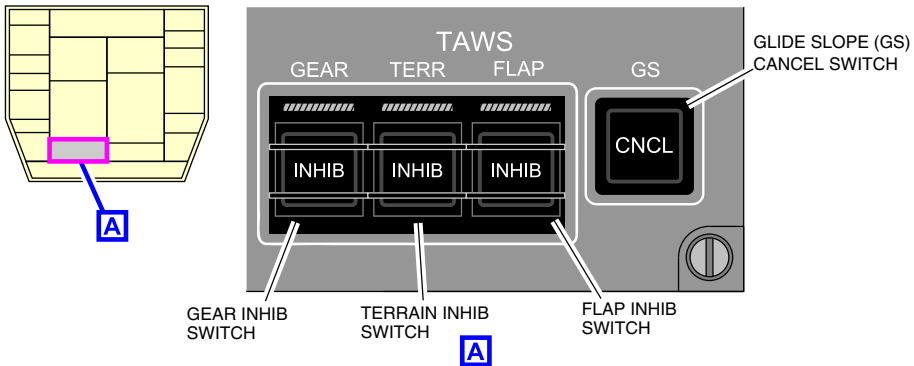 TAWS
GEAR TERR FLAP GS
INHIB INHIB INHIB CNCL
GLIDE SLOPE (GS)
CANCEL SWITCH
A
GEAR INHIB
SWITCH
TERRAIN INHIB
SWITCH
FLAP INHIB
SWITCH
A